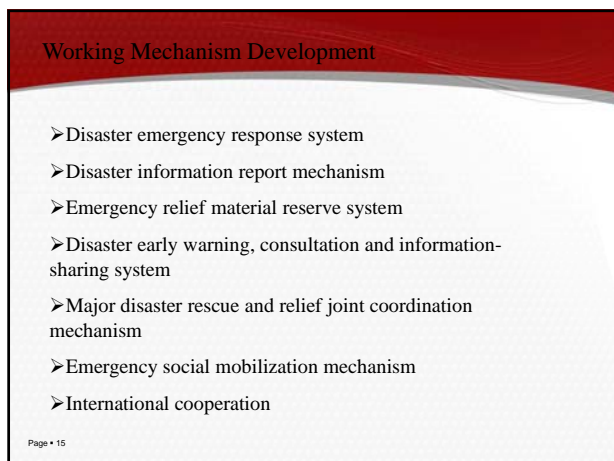 Working Mechanism Development
➢Disaster emergency response system
➢Disaster information report mechanism
➢Emergency relief material reserve system
➢Disaster early warning, consultation and information-
sharing system
➢Major disaster rescue and relief joint coordination
mechanism
➢Emergency social mobilization mechanism
➢International cooperation
Page ▪ 15